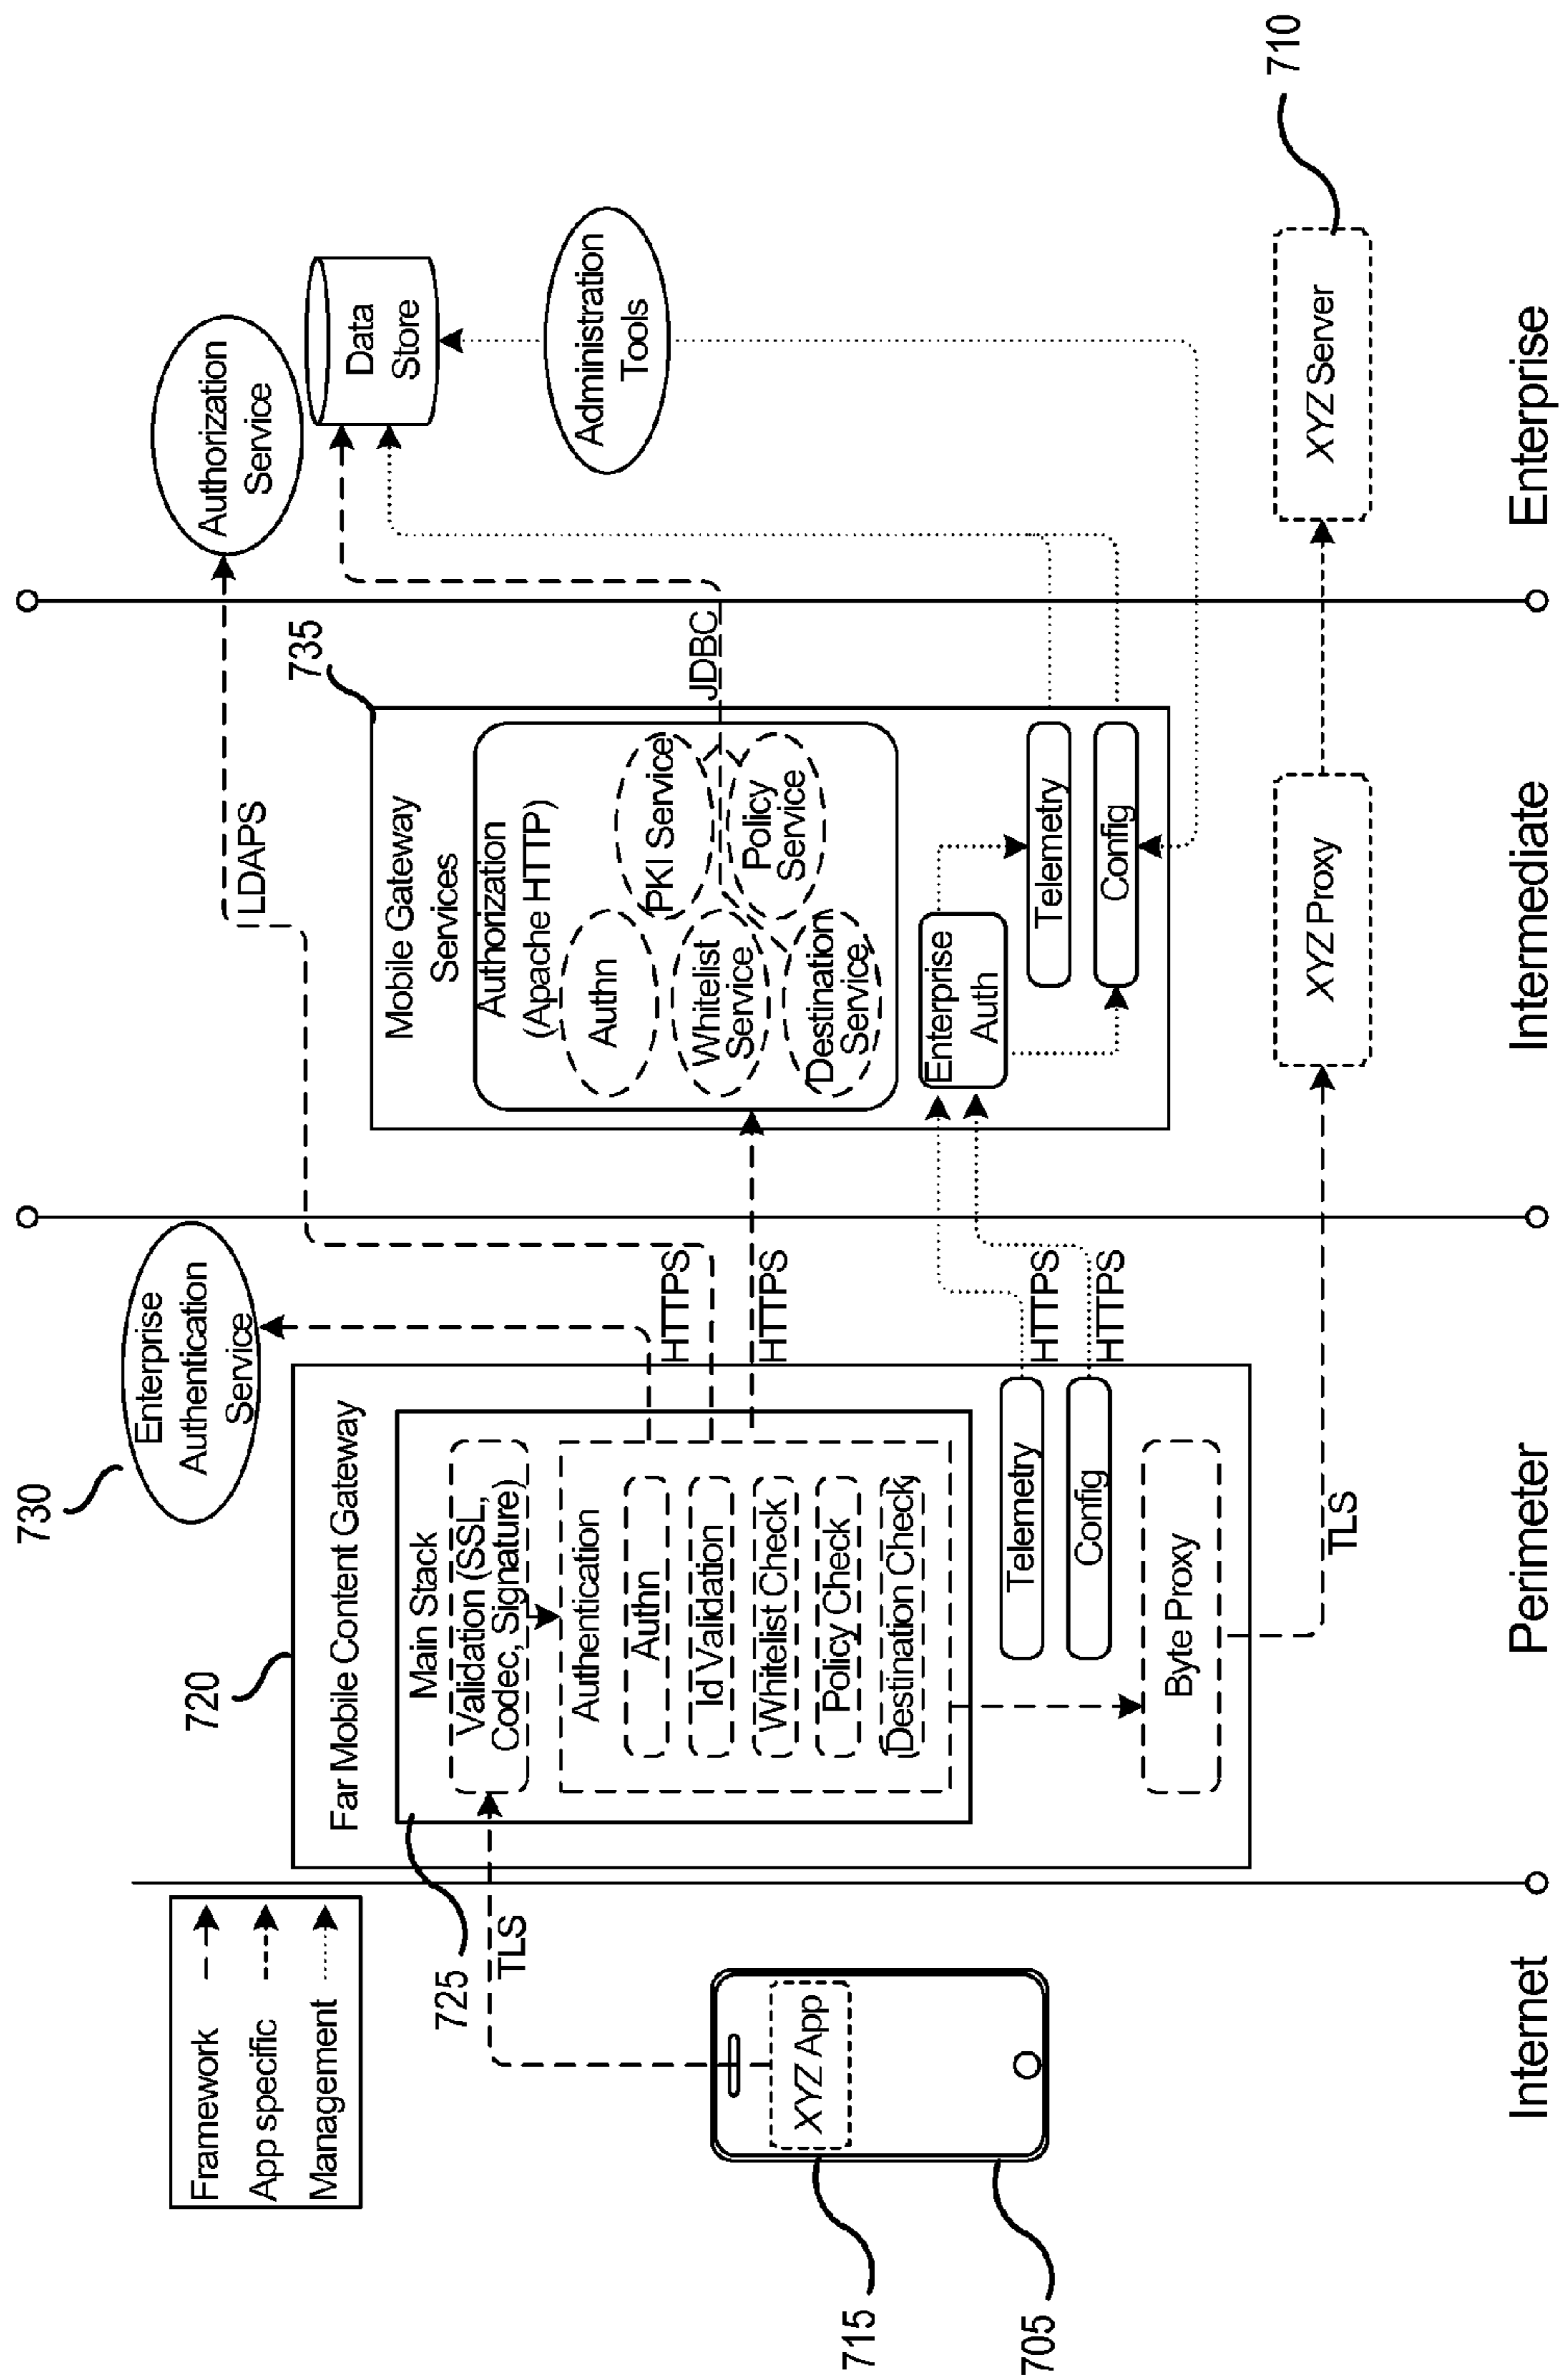 Framework
App specific
Management
715
705
XYZ App
TLS
725
720
Far Mobile Content Gateway
Main Stack
Validation (SSL,
Codec, Signature)
Authentication
Authn
Id Validation
Whitelist Check
Policy Check
Destination Check
Telemetry
Config
Byte Proxy
730
Enterprise
Authentication
Service
HTTPS
HTTPS
HTTPS
HTTPS
TLS
LDAPS
735
Mobile Gateway
Services
Authorization
(Apache HTTP)
Authn
PKI Service
Whitelist
Service
Policy
Service
Destination
Service
JDBC
Enterprise
Auth
Telemetry
Config
XYZ Proxy
Authorization
Service
Data
Store
Administration
Tools
XYZ Server
710
Internet
Perimeter
Intermediate
Enterprise